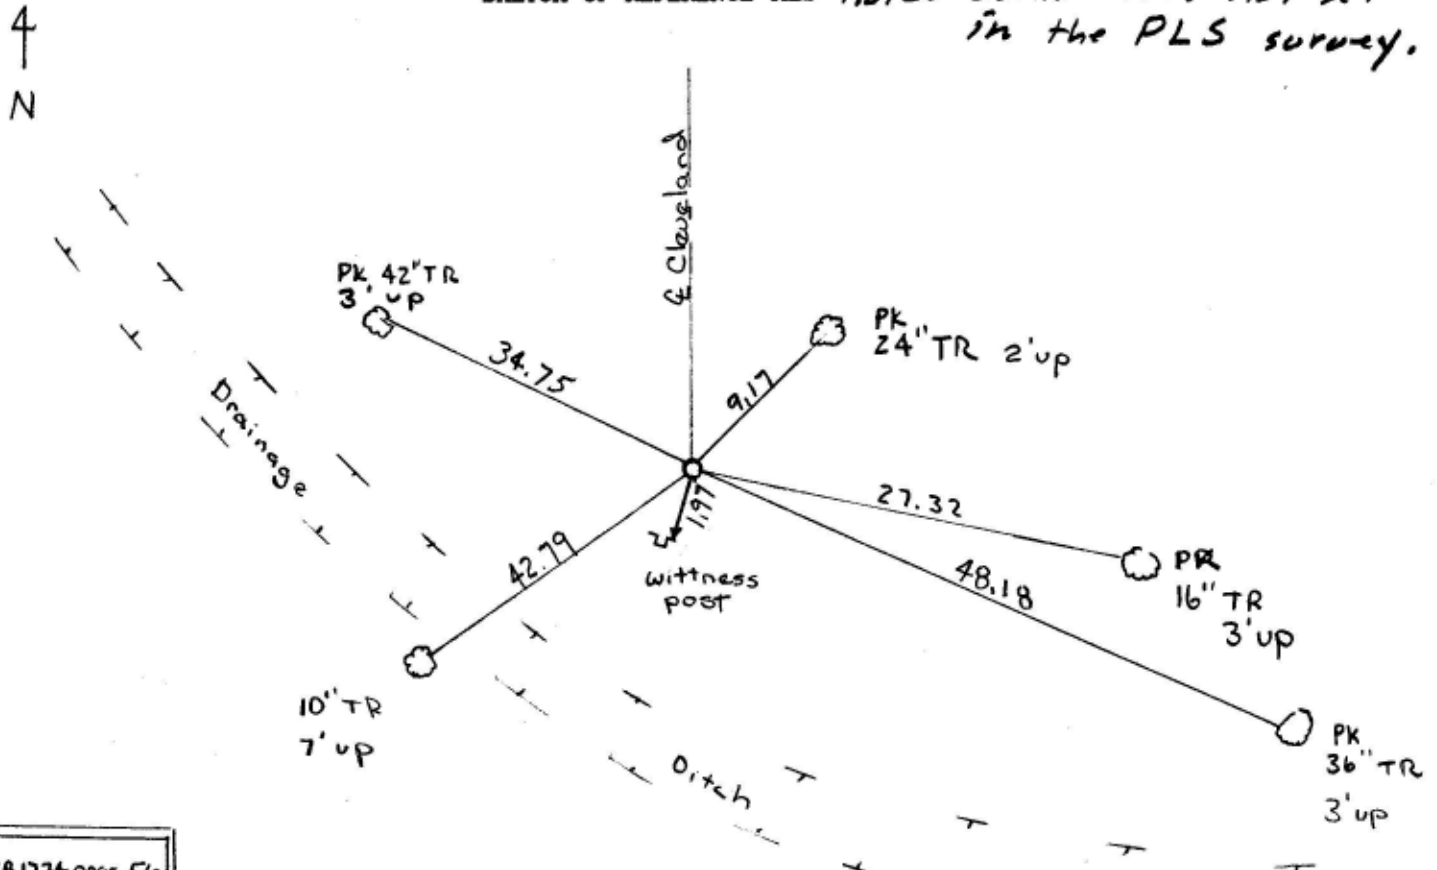 in the PLS survey.
N
℄ Cleveland
PK 42" TR
3' up
34.75
PK
24" TR 2' up
9.17
Drainage
27.32
1.97
42.79
wittness
post
48.18
PK
16" TR
3' up
10" TR
7' up
PK
36" TR
3' up
Ditch